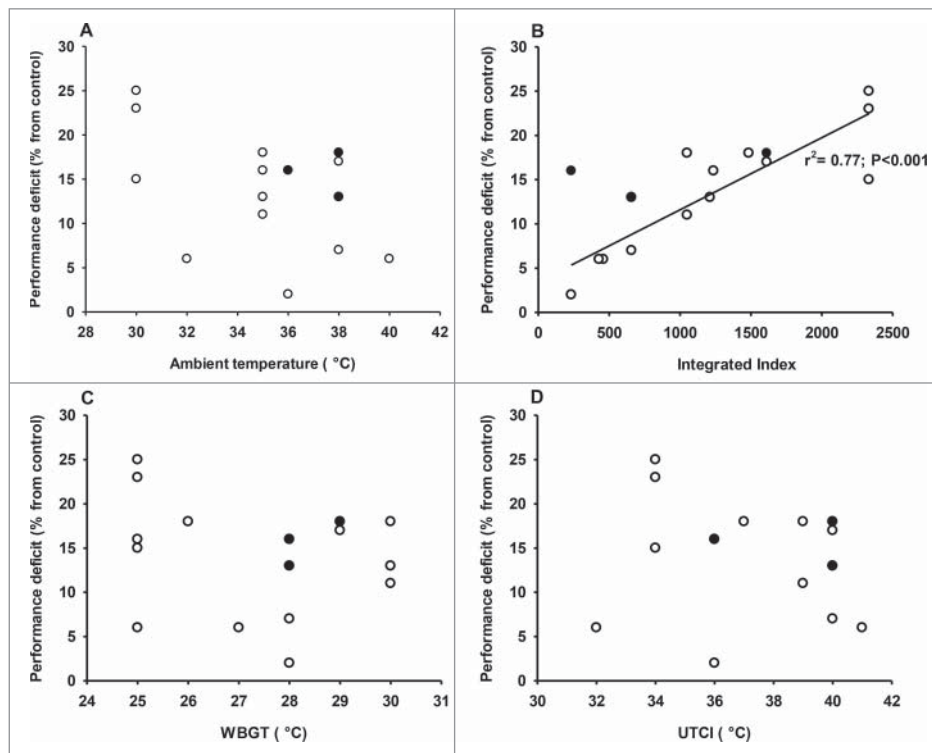 A
Performance deficit (% from control)
30
25
20
15
10
5
0
28 30 32 34 36 38 40 42
Ambient temperature ( °C)
B
Performance deficit (% from control)
30
25
20
15
10
5
0
r²= 0.77; P<0.001
0 500 1000 1500 2000 2500
Integrated Index
C
Performance deficit (% from control)
30
25
20
15
10
5
0
24 25 26 27 28 29 30 31
WBGT ( °C)
D
Performance deficit (% from control)
30
25
20
15
10
5
0
30 32 34 36 38 40 42
UTCI ( °C)